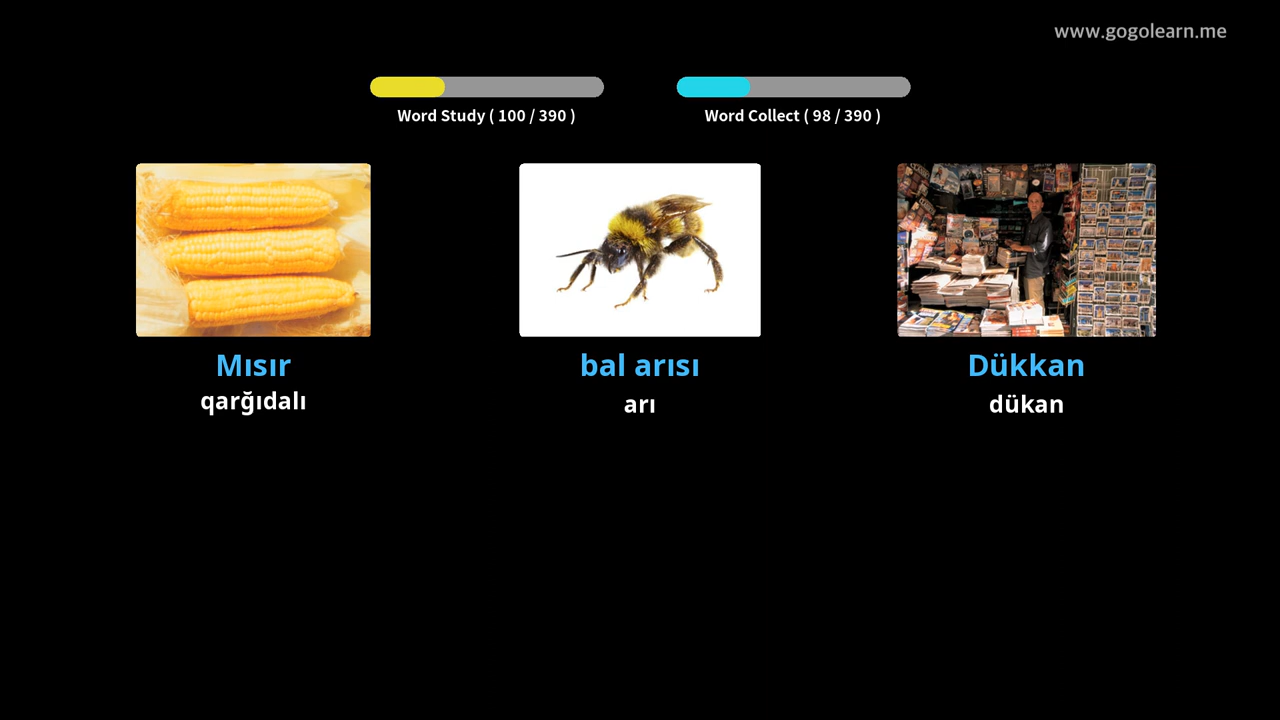 www.gogolearn.me
Word Study ( 100 / 390 )
Word Collect ( 98 / 390 )
Mısır
qarğıdalı
bal arısı
arı
Dükkan
dükan